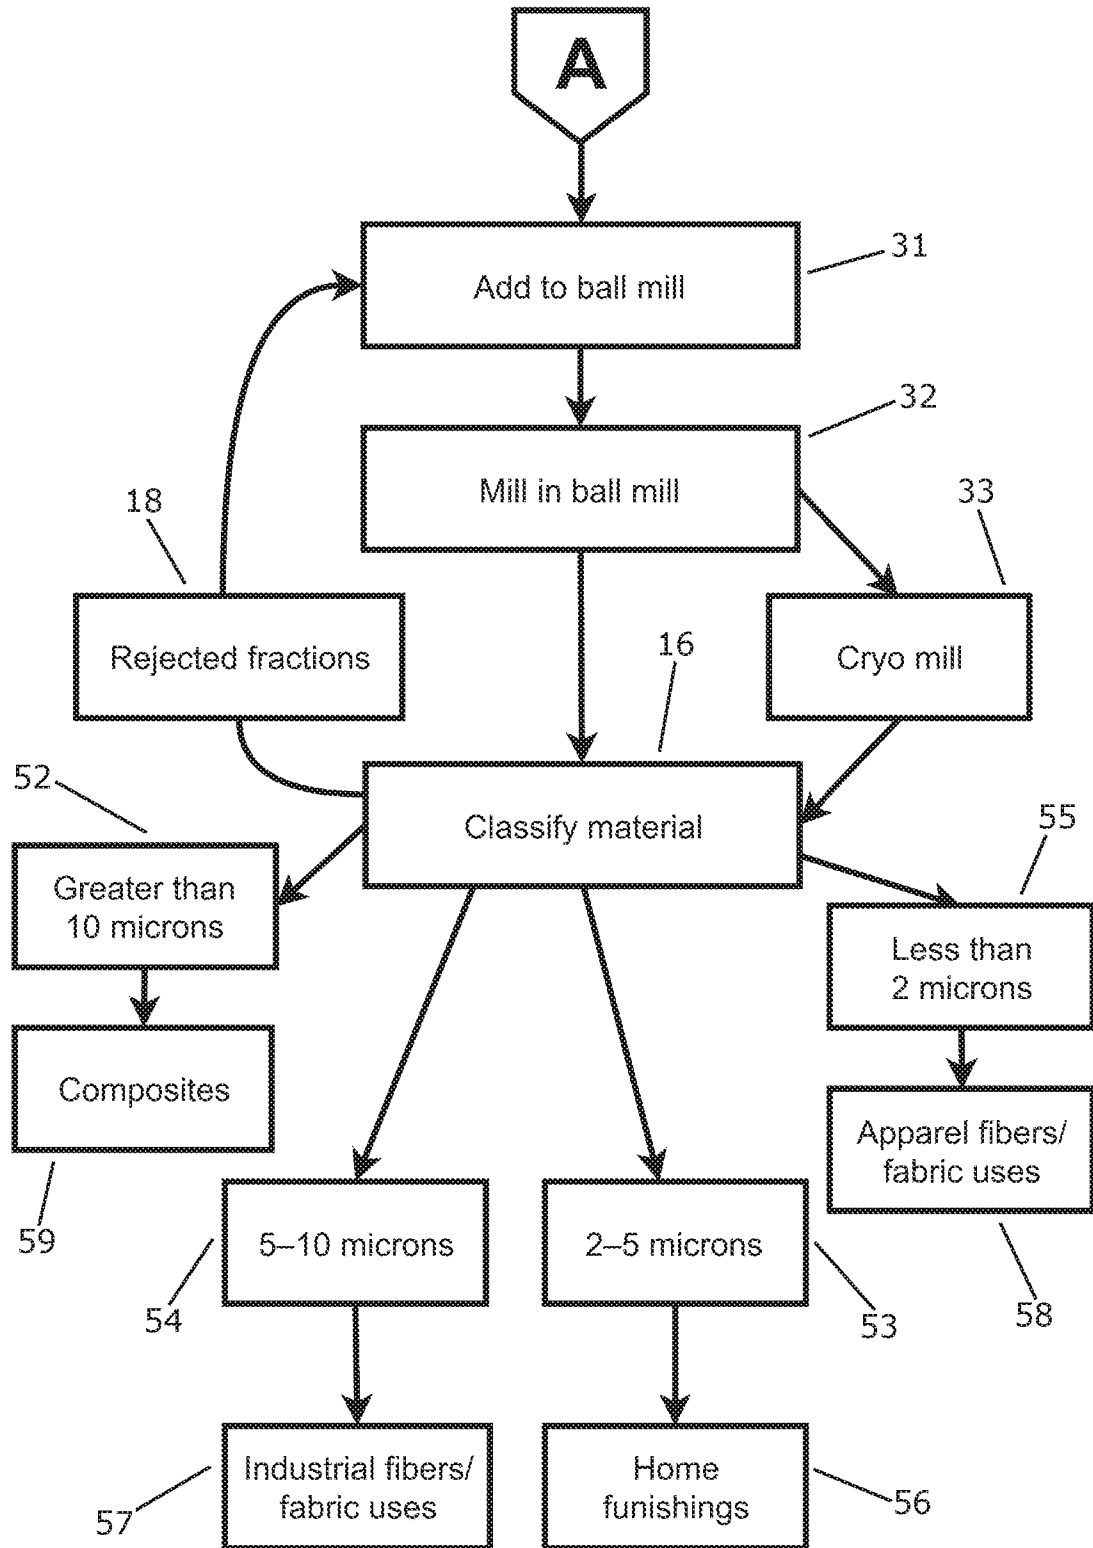 A
31
Add to ball mill
32
Mill in ball mill
18
33
Rejected fractions
16
Cryo mill
52
Classify material
55
Greater than
10 microns
Less than
2 microns
Composites
Apparel fibers/
fabric uses
59
5–10 microns
2–5 microns
54
53
58
Industrial fibers/
fabric uses
Home
funishings
57
56